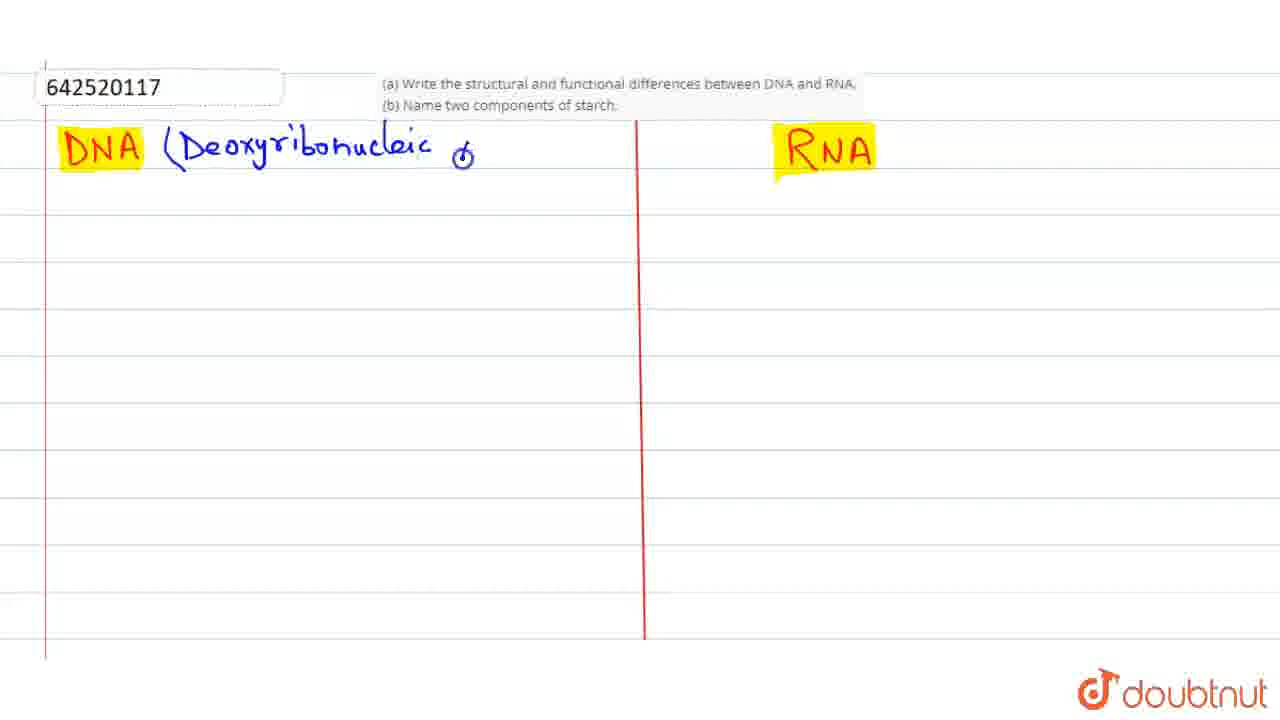 642520117
(a) Write the structural and functional differences between DNA and RNA.
(b) Name two components of starch.
DNA (Deoxyribonucleic
RNA
doubtnut